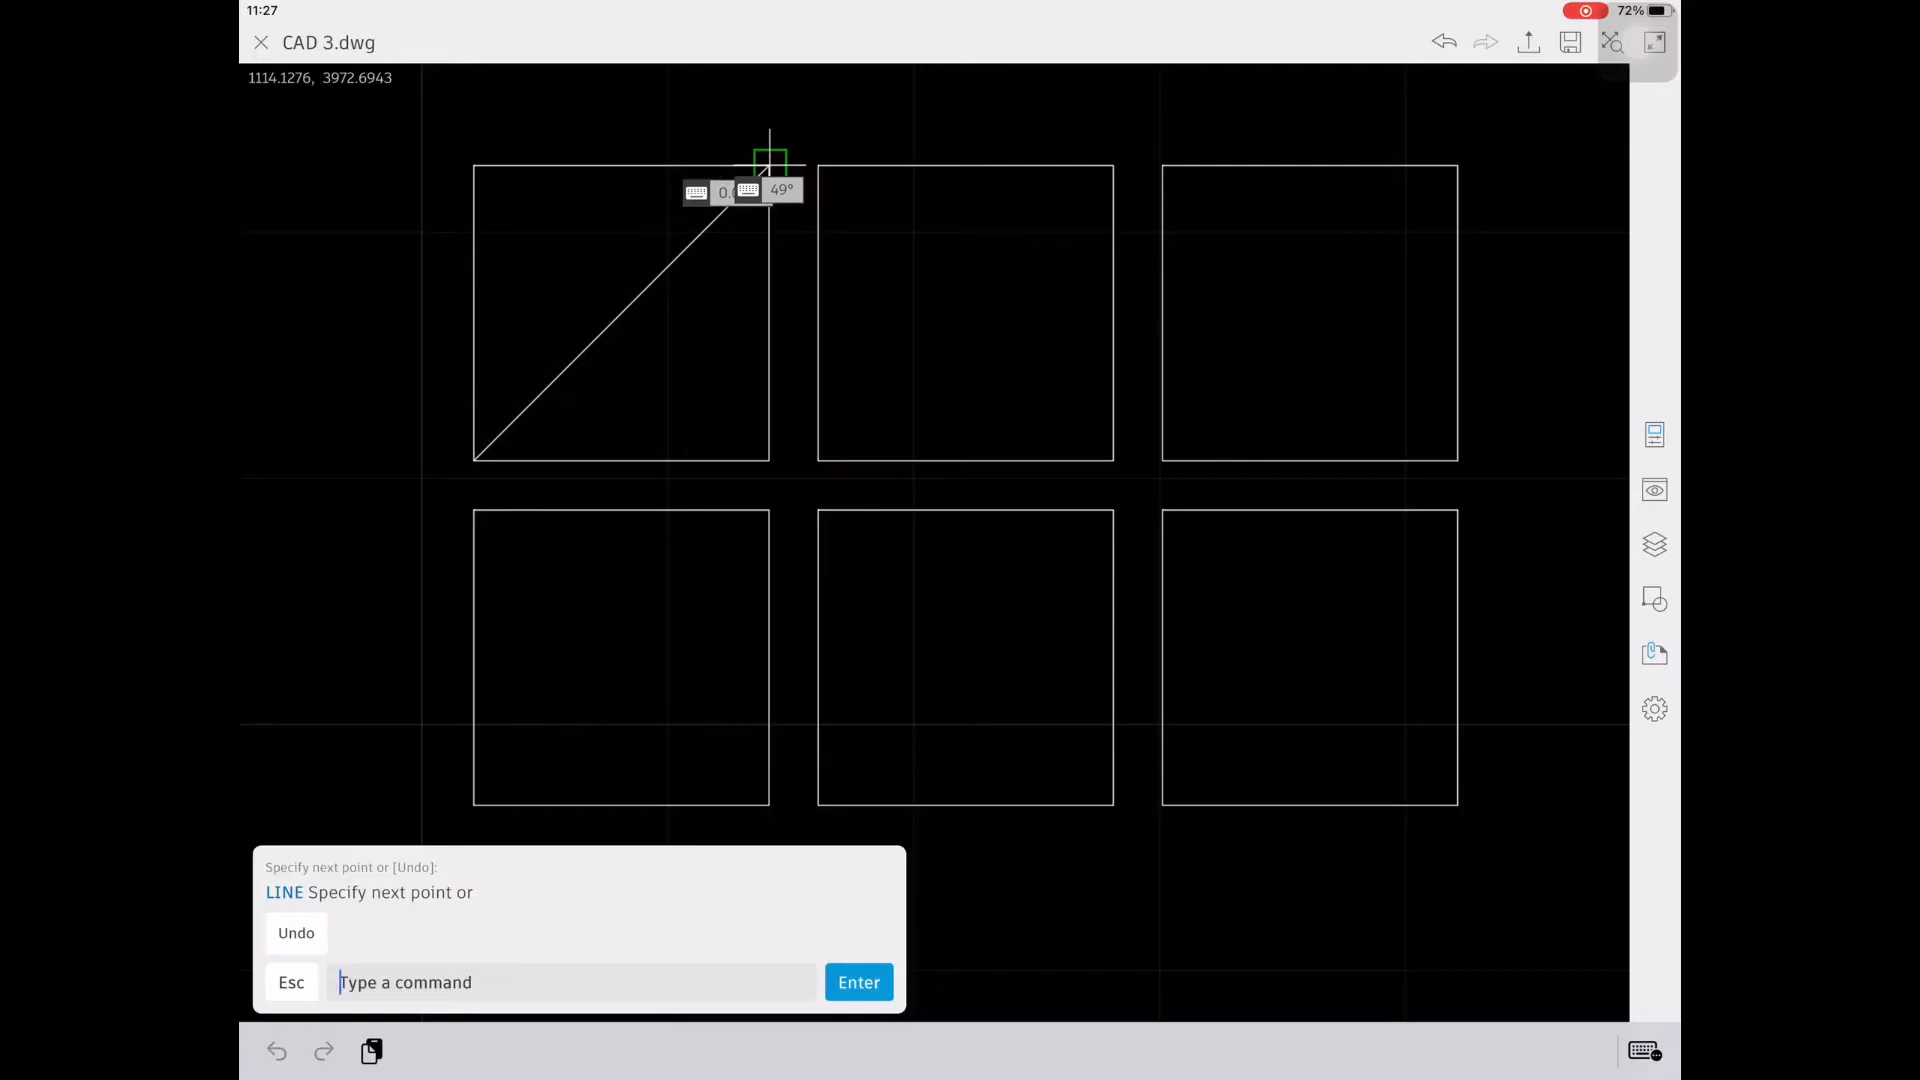 11:27
72%
CAD 3.dwg
1114.1276, 3972.6943
49°
Specify next point or [Undo]:
LINE Specify next point or
Undo
Esc
Type a command
Enter